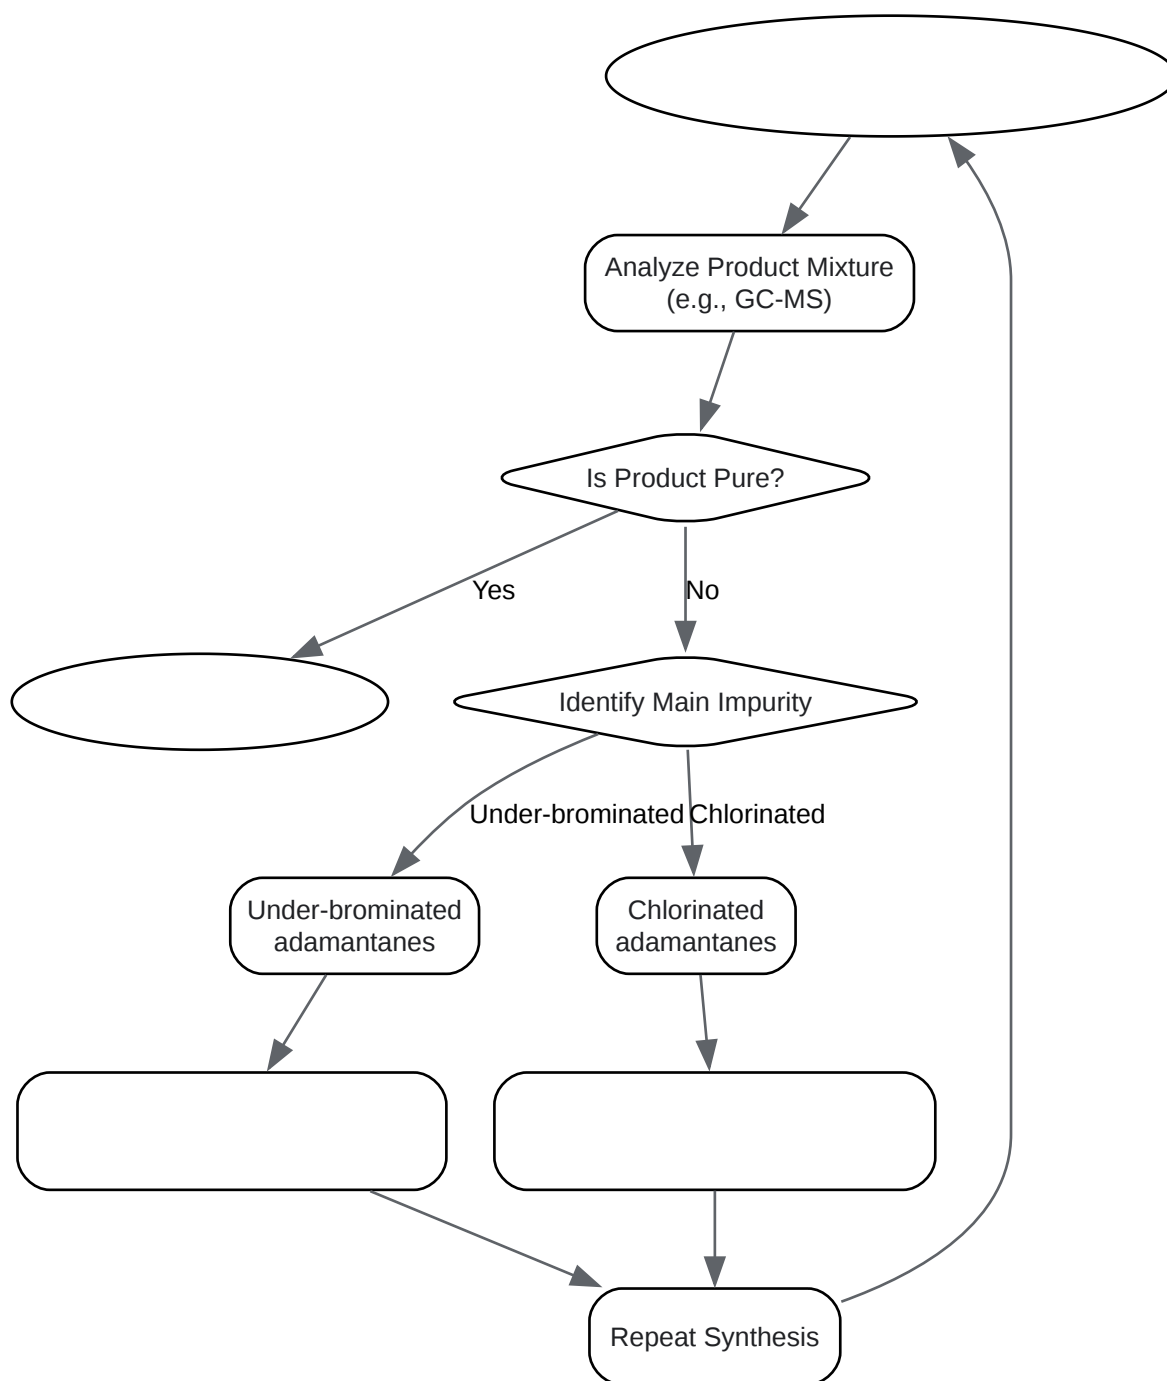 Analyze Product Mixture
(e.g., GC-MS)
Is Product Pure?
Yes
No
Identify Main Impurity
Under-brominated
Chlorinated
Under-brominated
adamantanes
Chlorinated
adamantanes
Repeat Synthesis